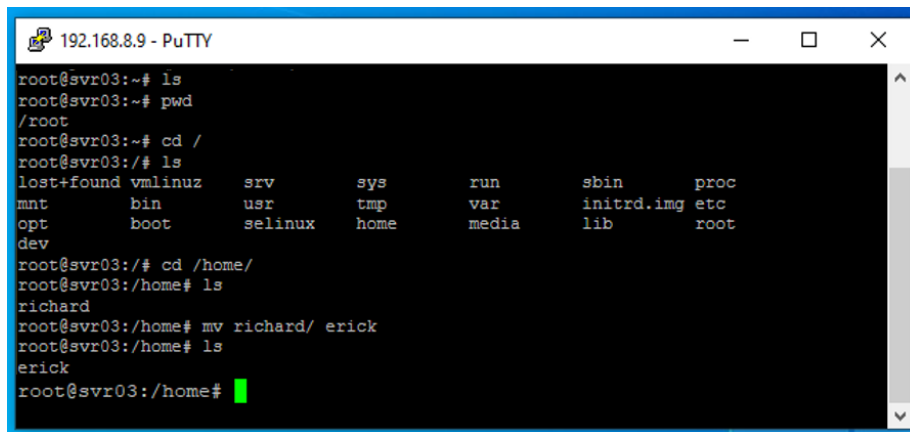 192.168.8.9 - PuTTY
root@svr03:~# ls
root@svr03:~# pwd
/root
root@svr03:~# cd /
root@svr03:/# ls
lost+found vmlinuz srv sys run sbin proc
mnt bin usr tmp var initrd.img etc
opt boot selinux home media lib root
dev
root@svr03:/# cd /home/
root@svr03:/home# ls
richard
root@svr03:/home# mv richard/ erick
root@svr03:/home# ls
erick
root@svr03:/home#